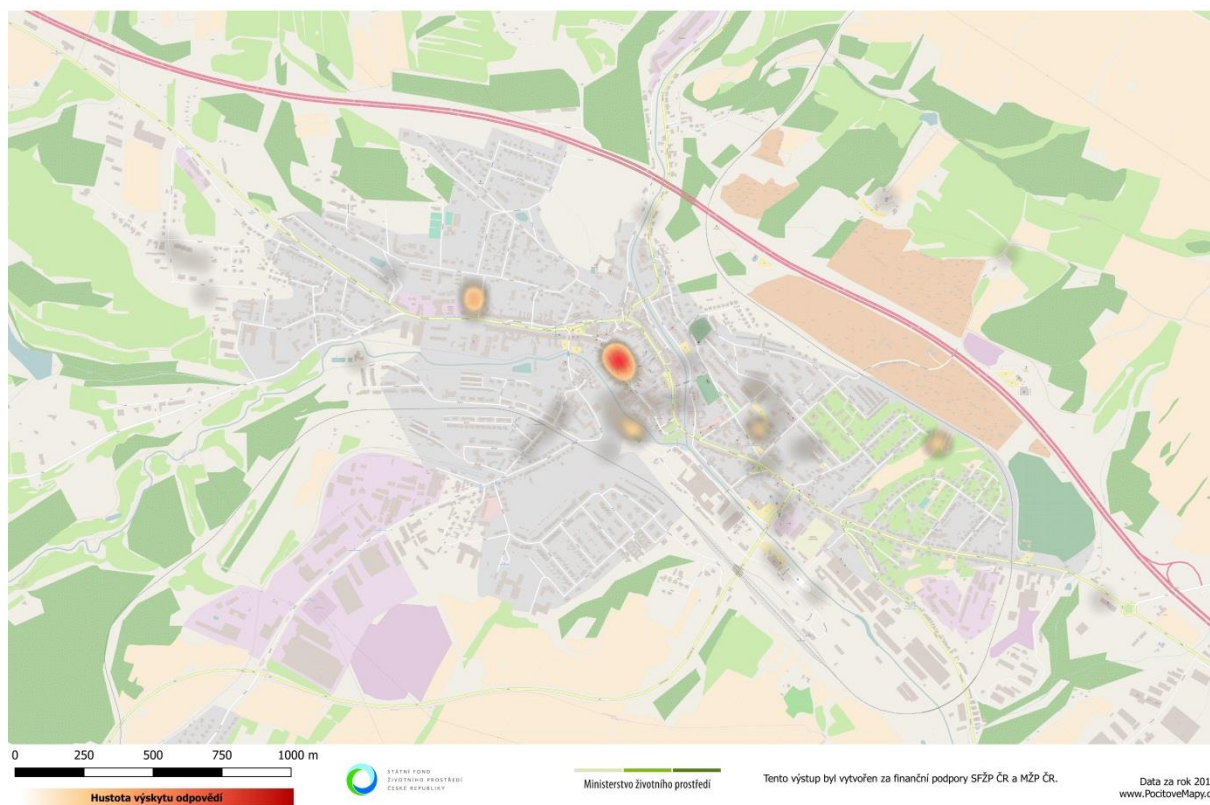 0 250 500 750 1000 m
Hustota výskytu odpovědí
STÁTNÍ FOND
ŽIVOTNÍHO PROSTŘEDÍ
ČESKÉ REPUBLIKY
Ministerstvo životního prostředí
Tento výstup byl vytvořen za finanční podpory SFŽP ČR a MŽP ČR.
Data za rok 201
www.PocitoveMapy.c